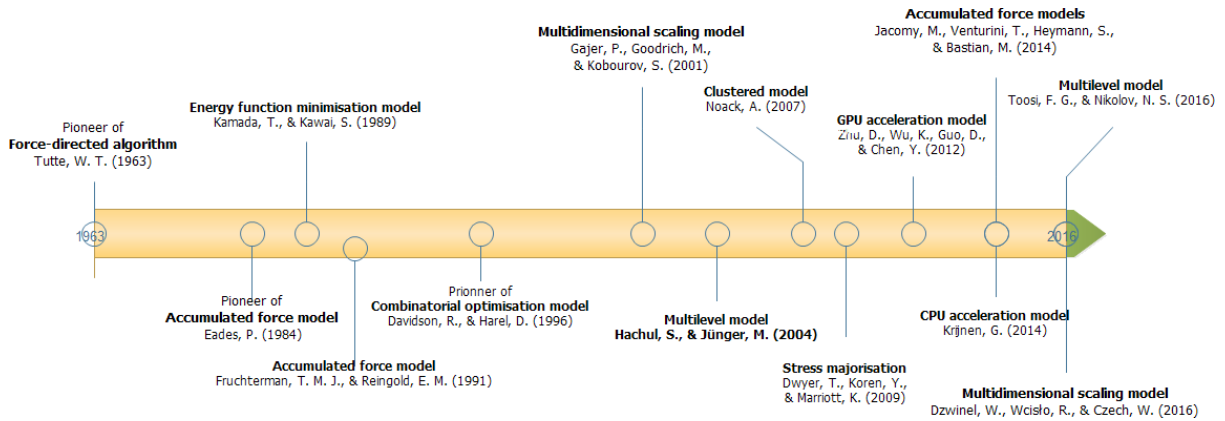 Pioneer of
Force-directed algorithm
Tutte, W. T. (1963)
Energy function minimisation model
Kamada, T., & Kawai, S. (1989)
Multidimensional scaling model
Gajer, P., Goodrich, M.,
& Kobourov, S. (2001)
Clustered model
Noack, A. (2007)
GPU acceleration model
Zhu, D., Wu, K., Guo, D.,
& Chen, Y. (2012)
Accumulated force models
Jacomy, M., Venturini, T., Heymann, S.,
& Bastian, M. (2014)
Multilevel model
Toosi, F. G., & Nikolov, N. S. (2016)
1963
2016
Pioneer of
Accumulated force model
Eades, P. (1984)
Accumulated force model
Fruchterman, T. M. J., & Reingold, E. M. (1991)
Prionner of
Combinatorial optimisation model
Davidson, R., & Harel, D. (1996)
Multilevel model
Hachul, S., & Jünger, M. (2004)
Stress majorisation
Dwyer, T., Koren, Y.,
& Marriott, K. (2009)
CPU acceleration model
Krijnen, G. (2014)
Multidimensional scaling model
Dzwinel, W., Wcisło, R., & Czech, W. (2016)